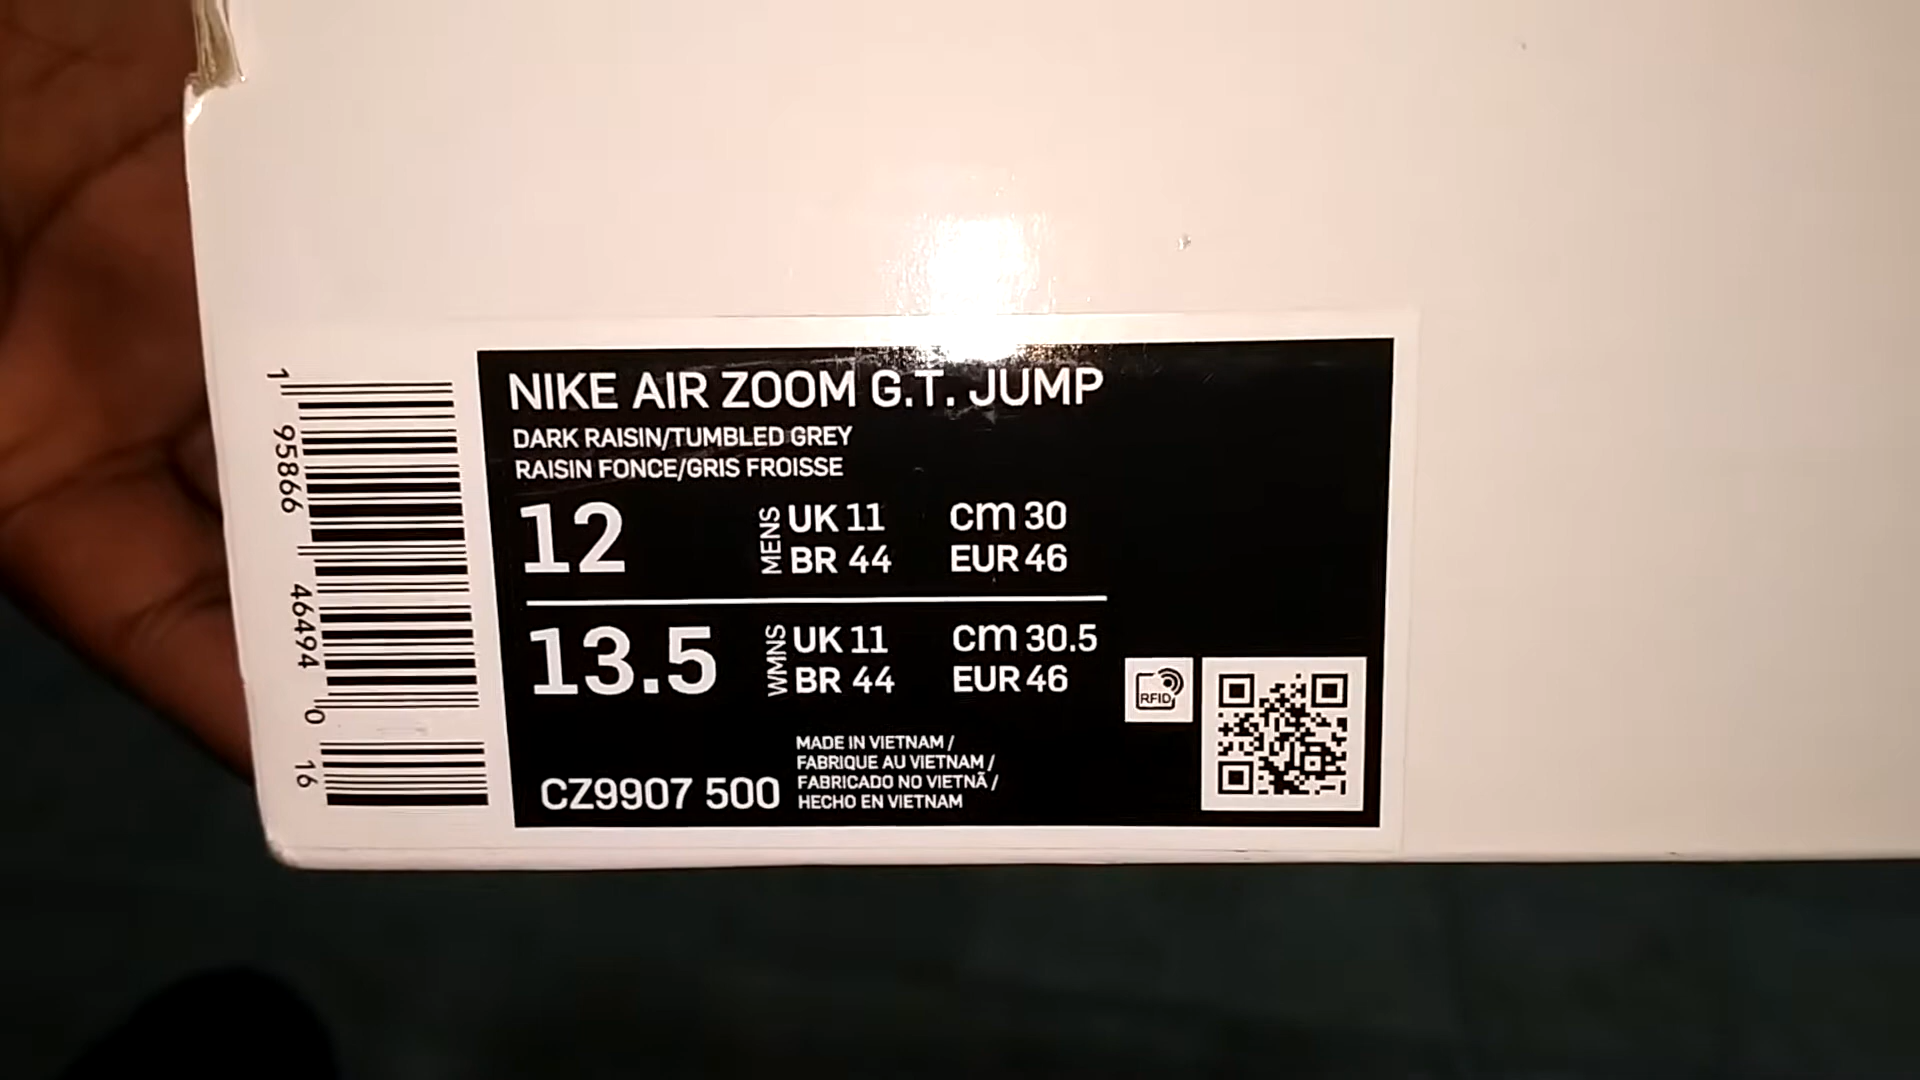 NIKE AIR ZOOM G.T. JUMP
DARK RAISIN/TUMBLED GREY
RAISIN FONCE/GRIS FROISSE
12 MENS UK 11 cm 30
BR 44 EUR 46
13.5 WMNS UK 11 cm 30.5
BR 44 EUR 46
CZ9907 500
MADE IN VIETNAM /
FABRIQUE AU VIETNAM /
FABRICADO NO VIETNÃ /
HECHO EN VIETNAM
RFID
1 95866 46494 0 16